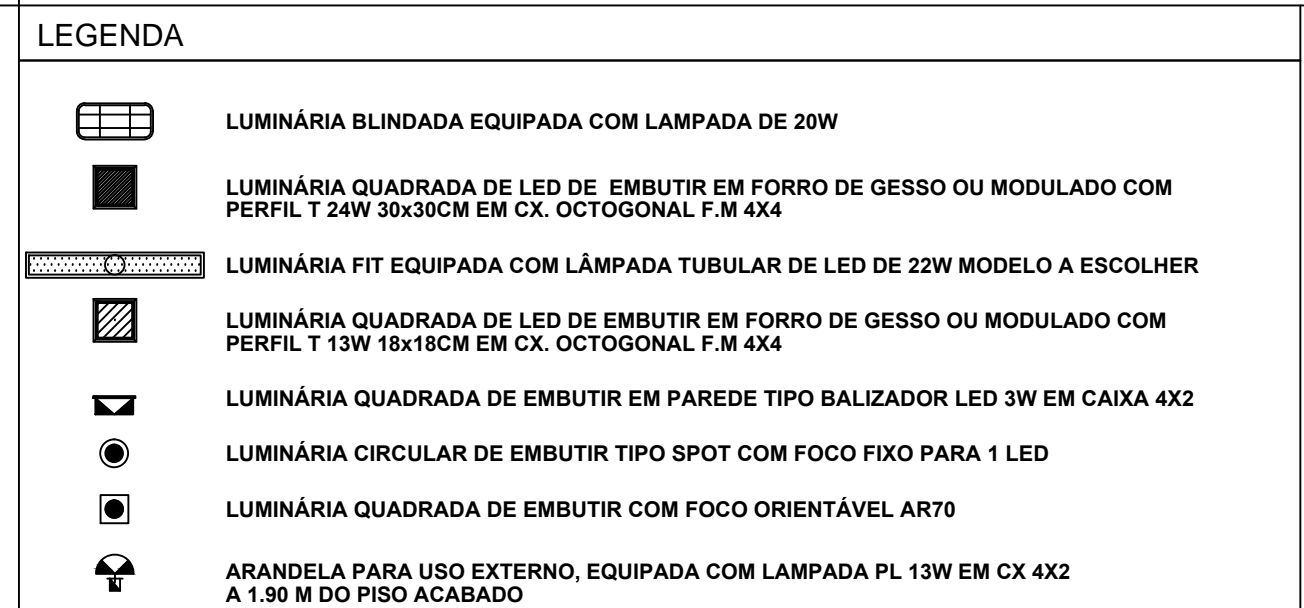 LEGENDA
LUMINÁRIA BLINDADA EQUIPADA COM LAMPADA DE 20W
LUMINÁRIA QUADRADA DE LED DE EMBUTIR EM FORRO DE GESSO OU MODULADO COM
PERFIL T 24W 30x30CM EM CX. OCTOGONAL F.M 4X4
LUMINÁRIA FIT EQUIPADA COM LÂMPADA TUBULAR DE LED DE 22W MODELO A ESCOLHER
LUMINÁRIA QUADRADA DE LED DE EMBUTIR EM FORRO DE GESSO OU MODULADO COM
PERFIL T 13W 18x18CM EM CX. OCTOGONAL F.M 4X4
LUMINÁRIA QUADRADA DE EMBUTIR EM PAREDE TIPO BALIZADOR LED 3W EM CAIXA 4X2
LUMINÁRIA CIRCULAR DE EMBUTIR TIPO SPOT COM FOCO FIXO PARA 1 LED
LUMINÁRIA QUADRADA DE EMBUTIR COM FOCO ORIENTÁVEL AR70
ARANDELA PARA USO EXTERNO, EQUIPADA COM LAMPADA PL 13W EM CX 4X2
A 1.90 M DO PISO ACABADO